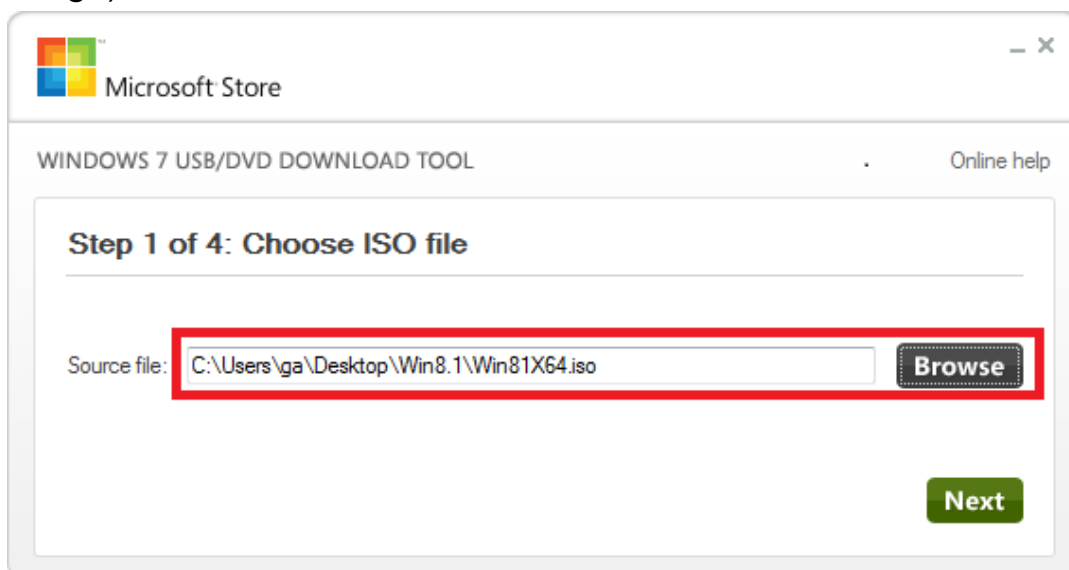 Microsoft Store
WINDOWS 7 USB/DVD DOWNLOAD TOOL . Online help
Step 1 of 4: Choose ISO file
Source file: C:\Users\ga\Desktop\Win8.1\Win81X64.iso Browse
Next